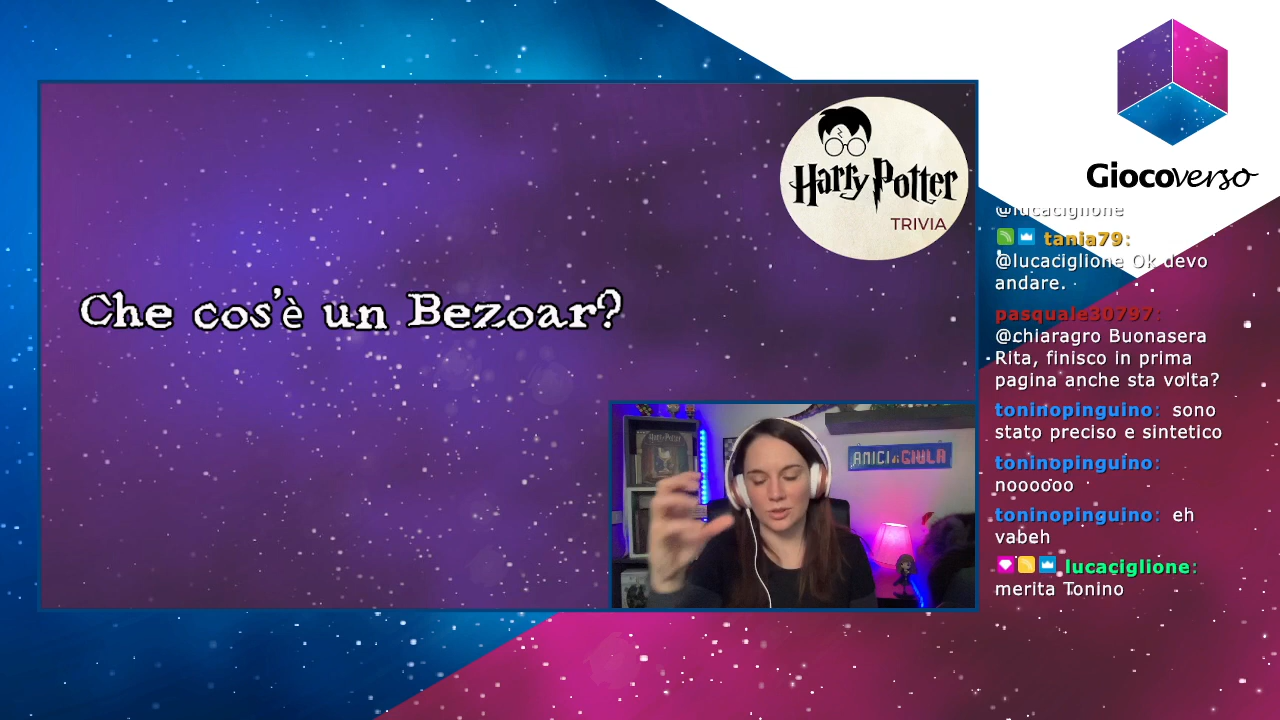 Harry Potter
TRIVIA
Che cos'è un Bezoar?
AMICI di GIULA
Giocoverso
@lucaciglione
tania79:
@lucaciglione Ok devo
andare.
pasquale30797:
@chiaragro Buonasera
Rita, finisco in prima
pagina anche sta volta?
toninopinguino: sono
stato preciso e sintetico
toninopinguino:
noooooo
toninopinguino: eh
vabeh
lucaciglione:
merita Tonino